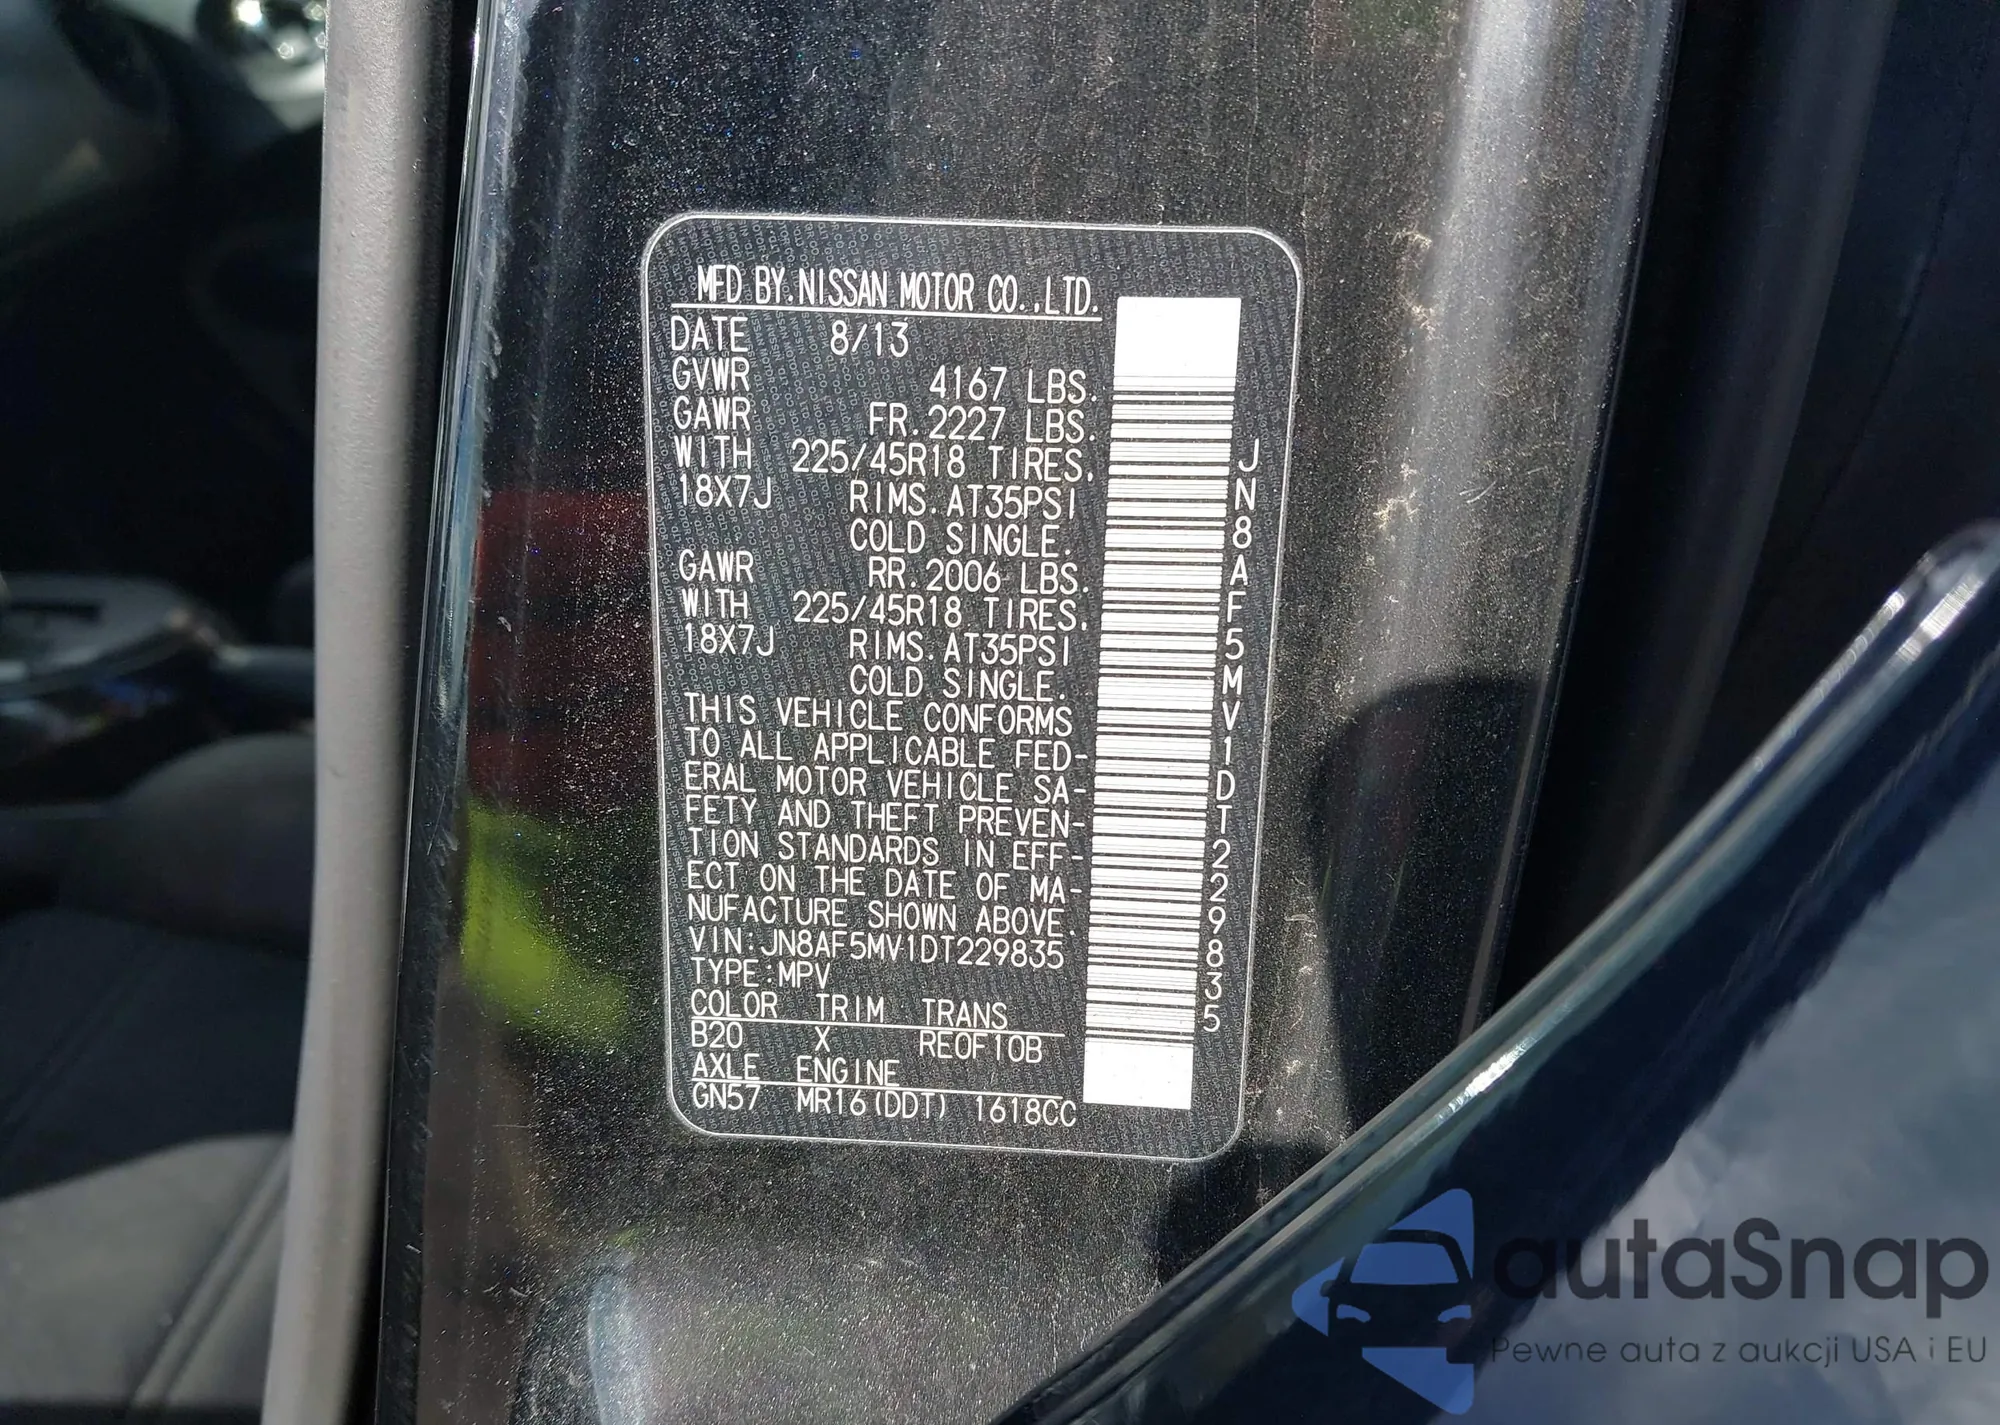 MFD BY.NISSAN MOTOR CO.,LTD.
DATE 8/13
GVWR 4167 LBS.
GAWR FR.2227 LBS.
WITH 225/45R18 TIRES.
18X7J RIMS.AT35PSI
COLD SINGLE.
GAWR RR.2006 LBS.
WITH 225/45R18 TIRES.
18X7J RIMS.AT35PSI
COLD SINGLE.
THIS VEHICLE CONFORMS
TO ALL APPLICABLE FED-
ERAL MOTOR VEHICLE SA-
FETY AND THEFT PREVEN-
TION STANDARDS IN EFF-
ECT ON THE DATE OF MA-
NUFACTURE SHOWN ABOVE.
VIN:JN8AF5MV1DT229835
TYPE:MPV
COLOR TRIM TRANS
B20 X RE0F10B
AXLE ENGINE
GN57 MR16(DDT) 1618CC
JN8AF5MV1DT229835
autaSnap
Pewne auta z aukcji USA i EU